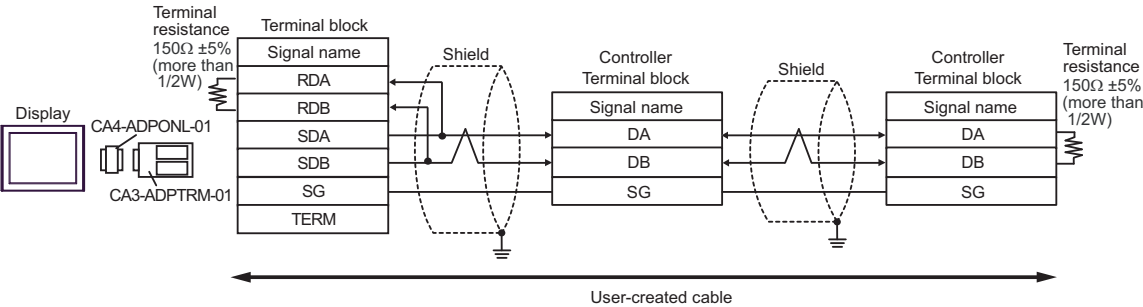 Terminal
resistance
150Ω ±5%
(more than
1/2W)
Terminal block
Signal name
RDA
RDB
SDA
SDB
SG
TERM
Display
CA4-ADPONL-01
CA3-ADPTRM-01
Shield
Controller
Terminal block
Signal name
DA
DB
SG
Shield
Controller
Terminal block
Signal name
DA
DB
SG
Terminal
resistance
150Ω ±5%
(more than
1/2W)
User-created cable